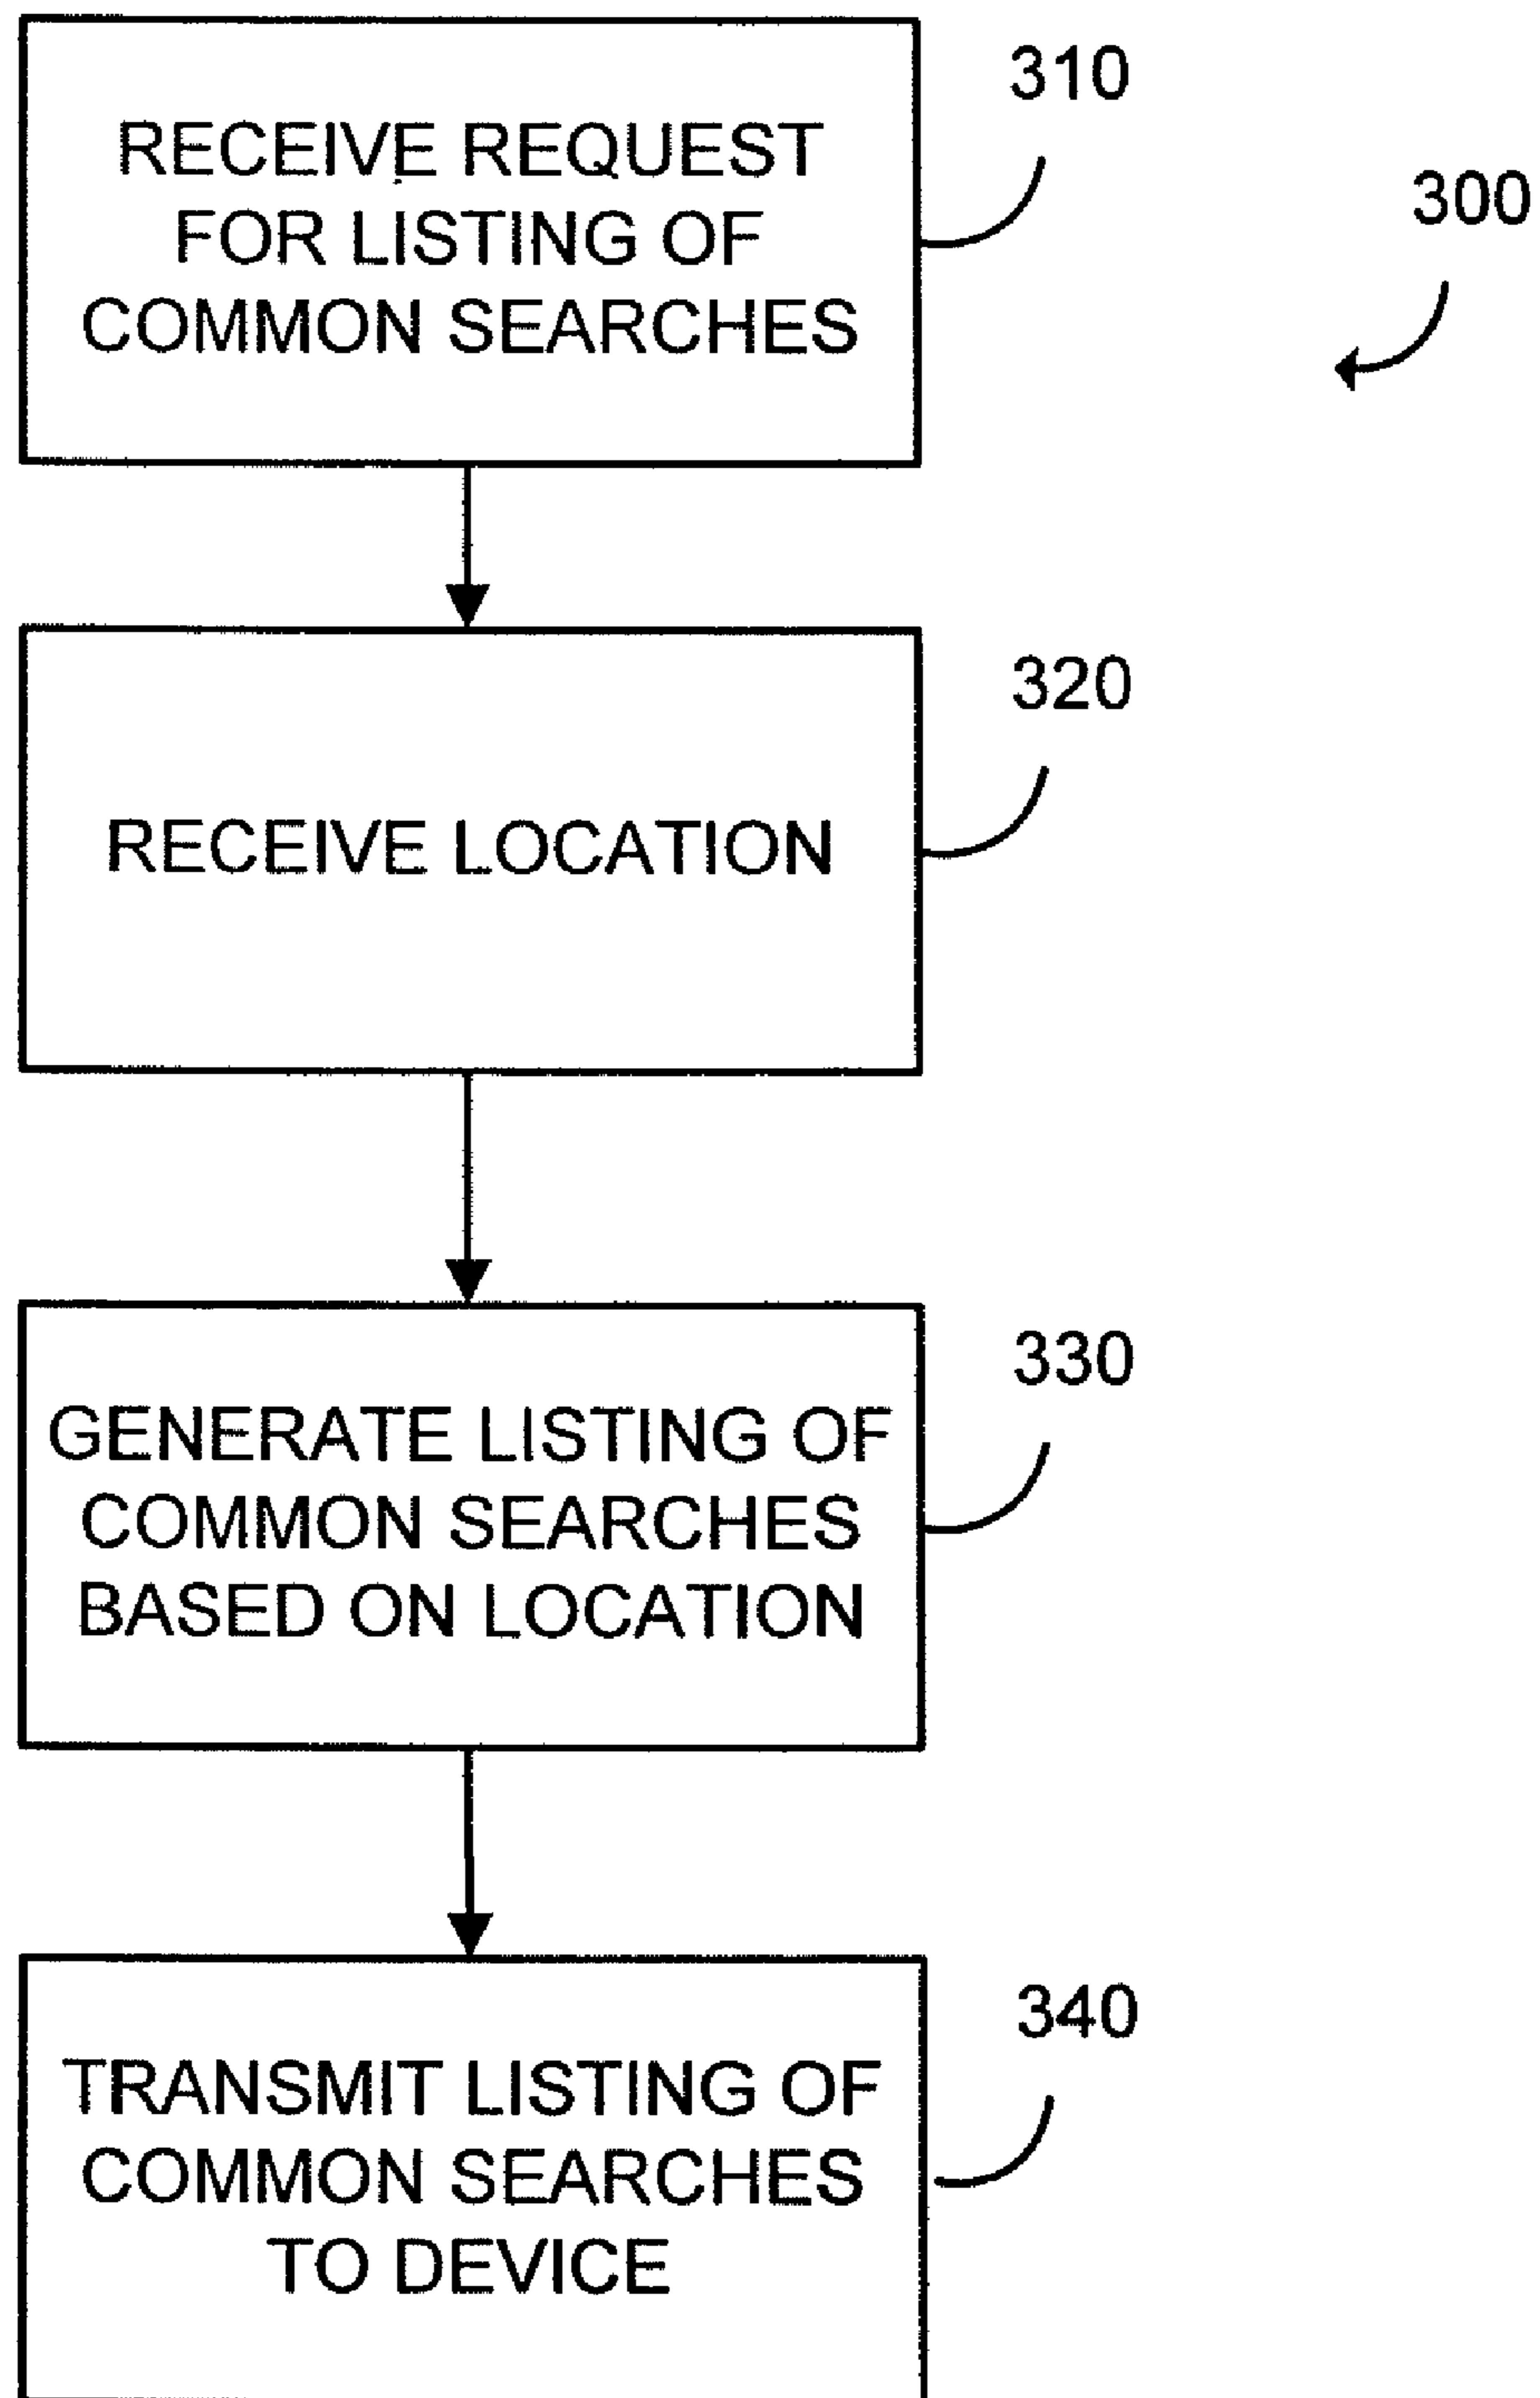 RECEIVE REQUEST
FOR LISTING OF
COMMON SEARCHES
310
300
RECEIVE LOCATION
320
GENERATE LISTING OF
COMMON SEARCHES
BASED ON LOCATION
330
TRANSMIT LISTING OF
COMMON SEARCHES
TO DEVICE
340